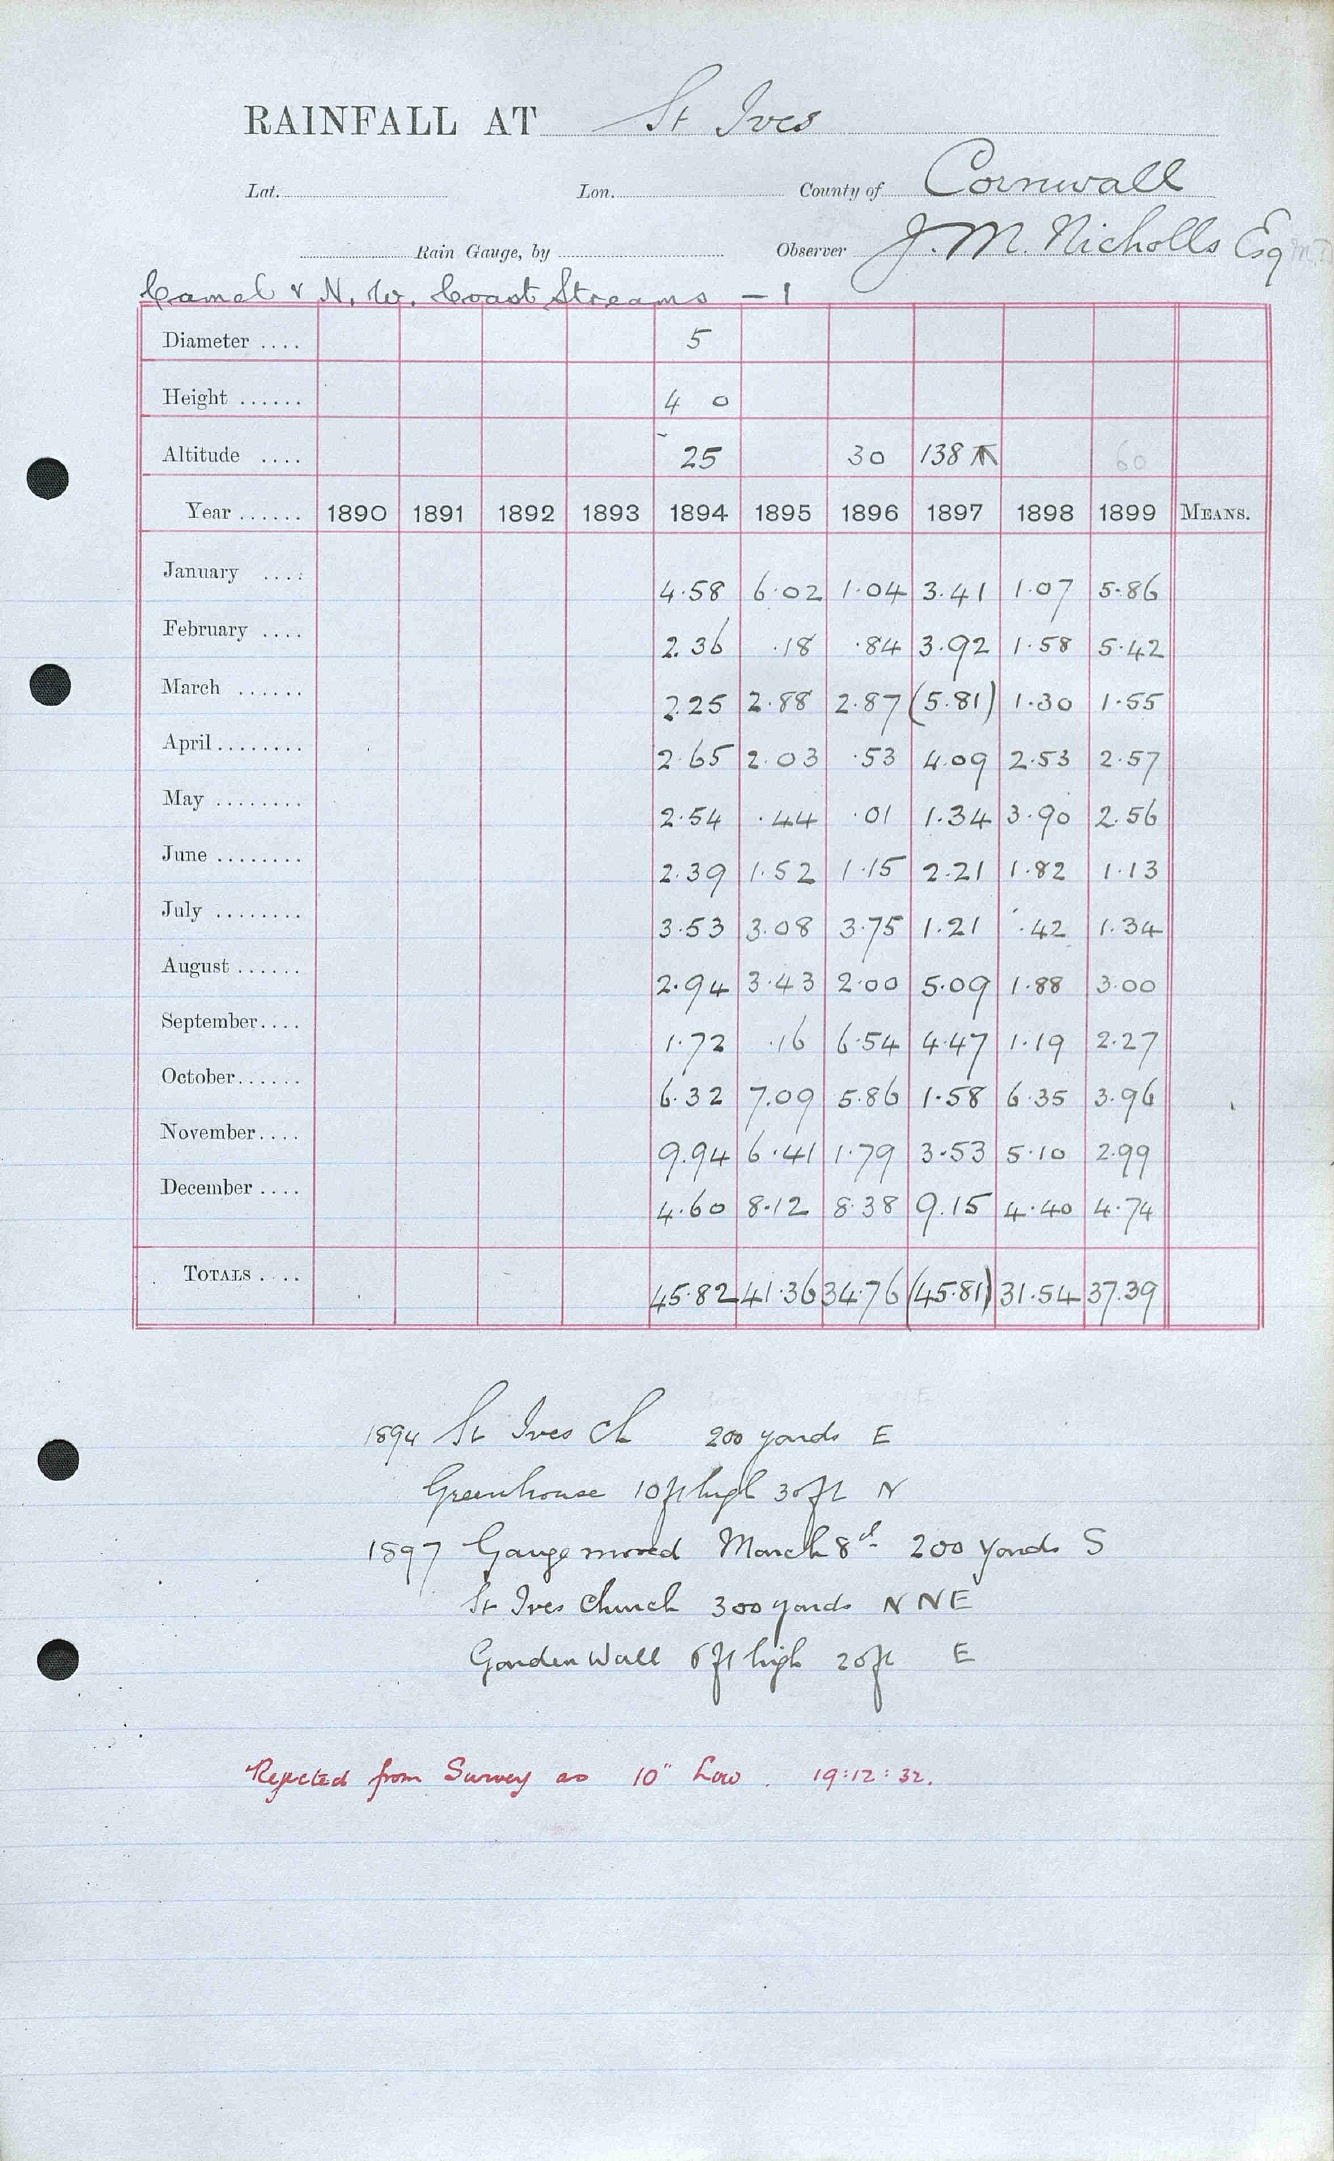 RAINFALL AT St Ives
Lat. Lon. County of Cornwall
Rain Gauge, by Observer J. M. Nicholls Esq
Camel & N. W. Coast Streams - 1
Diameter .... 5
Height ...... 4 0
Altitude .... 25 30 138 60
Year ...... 1890 1891 1892 1893 1894 1895 1896 1897 1898 1899 MEANS.
January .... 4.58 6.02 1.04 3.41 1.07 5.86
February .... 2.36 .18 .84 3.92 1.58 5.42
March ...... 2.25 2.88 2.87 (5.81) 1.30 1.55
April........ 2.65 2.03 .53 4.09 2.53 2.57
May ........ 2.54 .44 .01 1.34 3.90 2.56
June ........ 2.39 1.52 1.15 2.21 1.82 1.13
July ........ 3.53 3.08 3.75 1.21 .42 1.34
August ...... 2.94 3.43 2.00 5.09 1.88 3.00
September.... 1.72 .16 6.54 4.47 1.19 2.27
October...... 6.32 7.09 5.86 1.58 6.35 3.96
November.... 9.94 6.41 1.79 3.53 5.10 2.99
December .... 4.60 8.12 8.38 9.15 4.40 4.74
TOTALS .... 45.82 41.36 34.76 (45.81) 31.54 37.39
1894 St Ives Ch 200 yards E
Greenhouse 10ft high 30ft N
1897 Gauge moved March 8th 200 yards S
St Ives Church 300 yards N N E
Garden Wall 6ft high 20ft E
Rejected from Survey as 10" Low. 19:12:32.